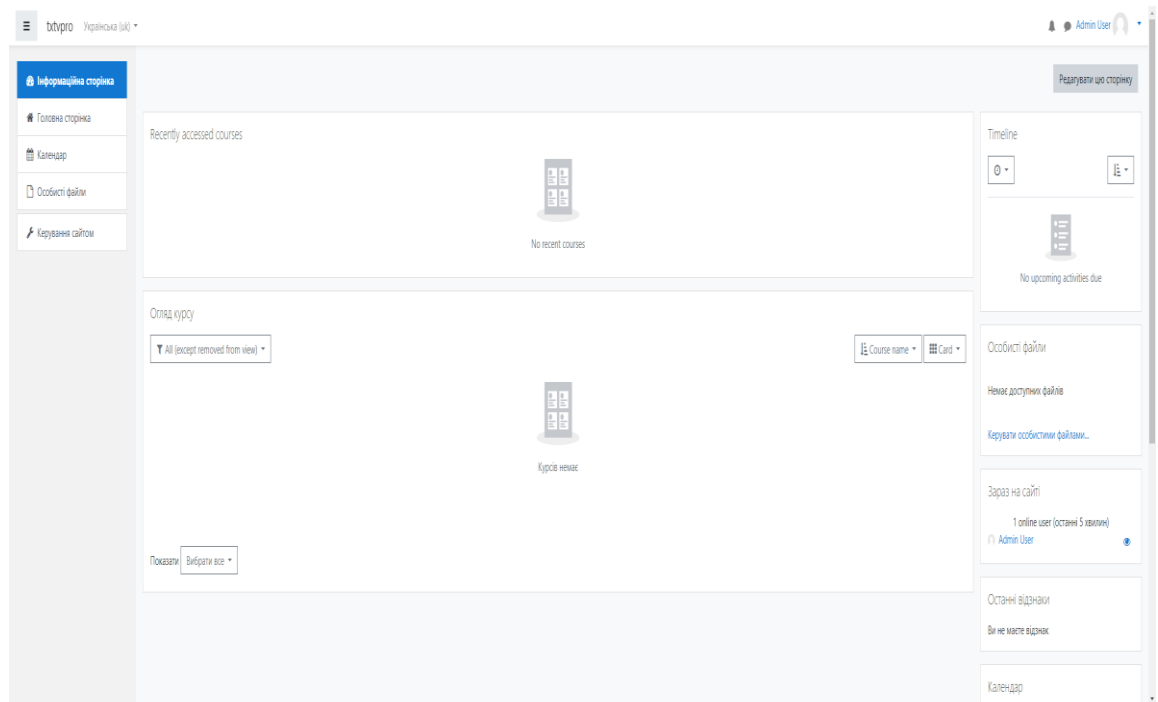 txtvpro Українська (uk)
Admin User
Інформаційна сторінка
Головна сторінка
Календар
Особисті файли
Керування сайтом
Редагувати цю сторінку
Recently accessed courses
No recent courses
Огляд курсу
All (except removed from view)
Course name
Card
Курсів немає
Показати Вибрати все
Timeline
No upcoming activities due
Особисті файли
Немає доступних файлів
Керувати особистими файлами...
Зараз на сайті
1 online user (останні 5 хвилин)
Admin User
Останні відзнаки
Ви не маєте відзнак
Календар